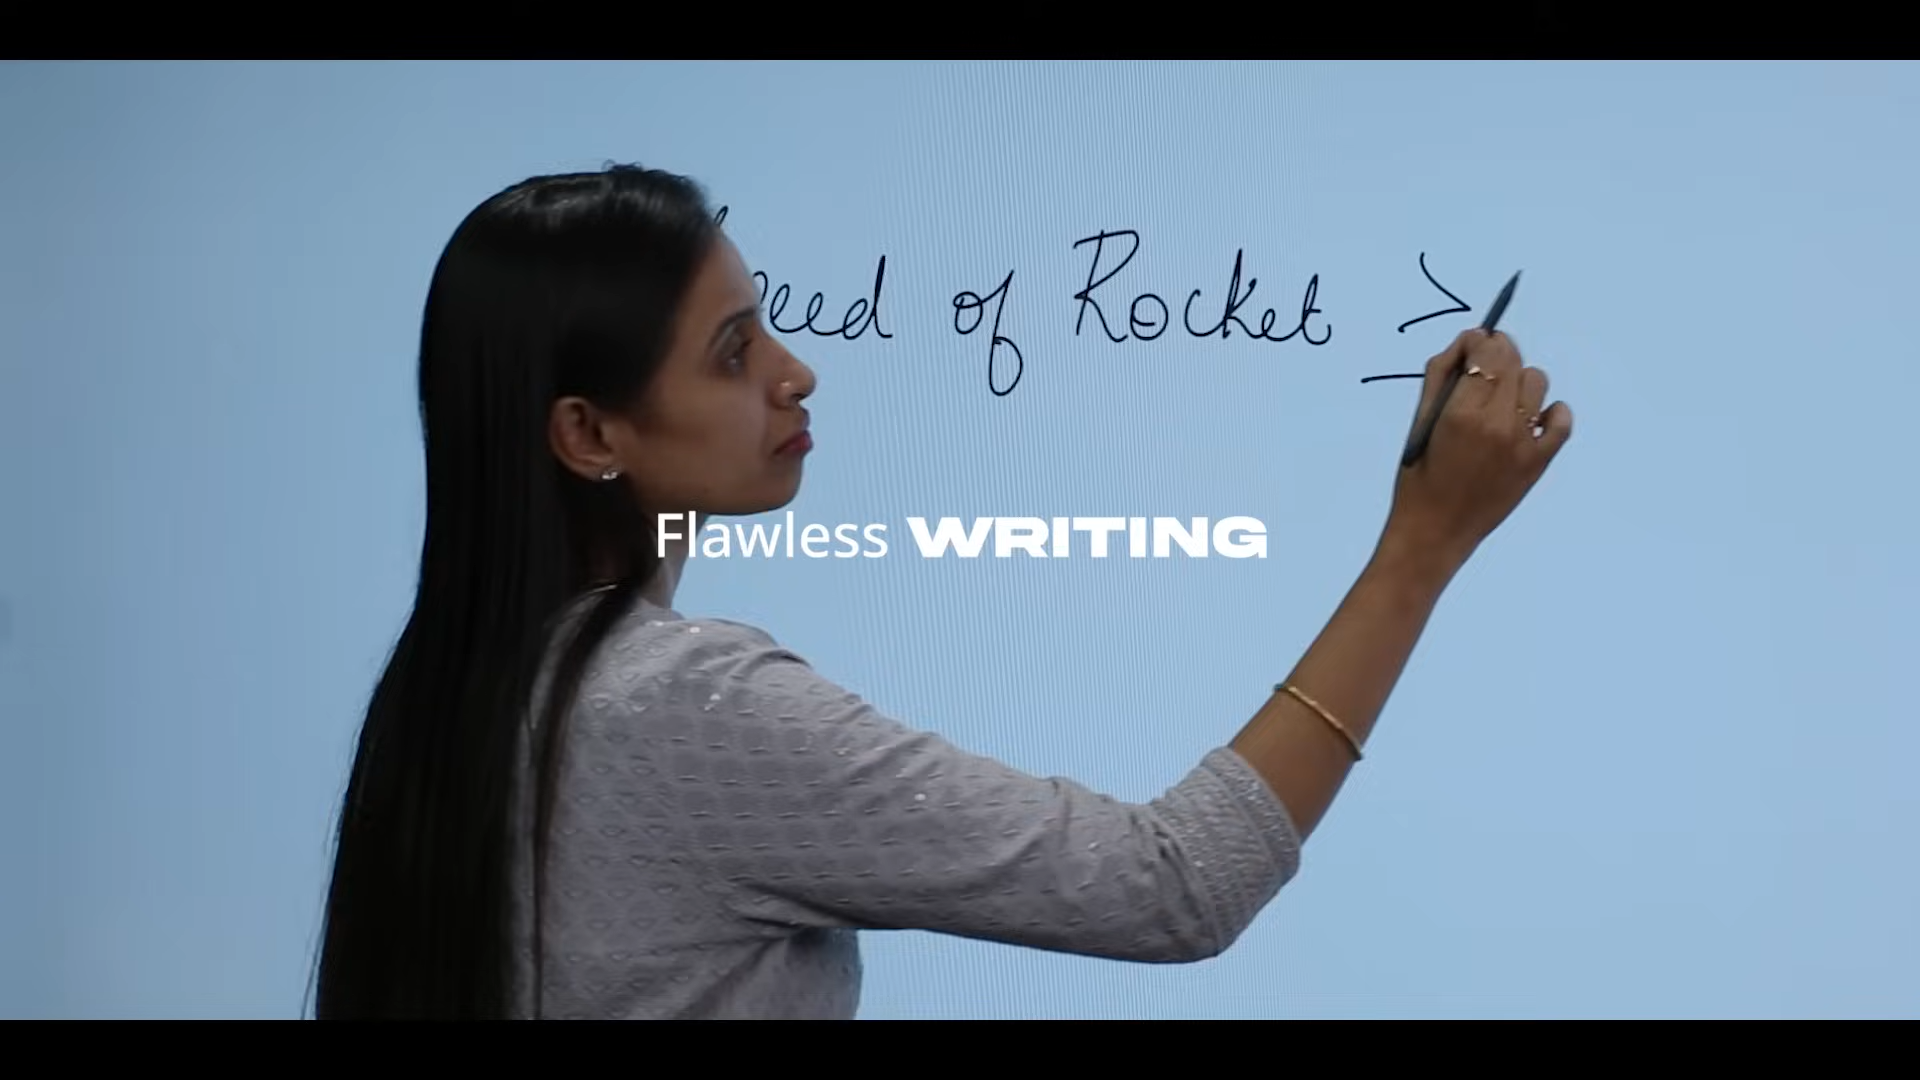 eed of Rocket ≥
Flawless WRITING